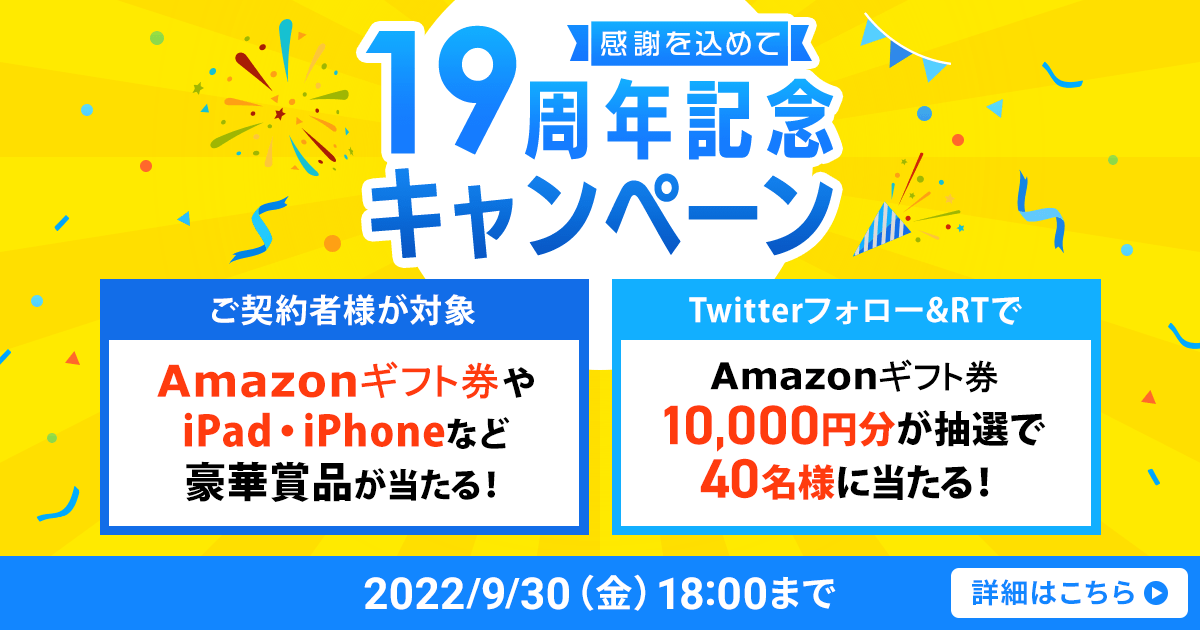 感謝を込めて
19周年記念
キャンペーン
ご契約者様が対象
Amazonギフト券や
iPad・iPhoneなど
豪華賞品が当たる!
Twitterフォロー&RTで
Amazonギフト券
10,000円分が抽選で
40名様に当たる!
2022/9/30(金)18:00まで
詳細はこちら